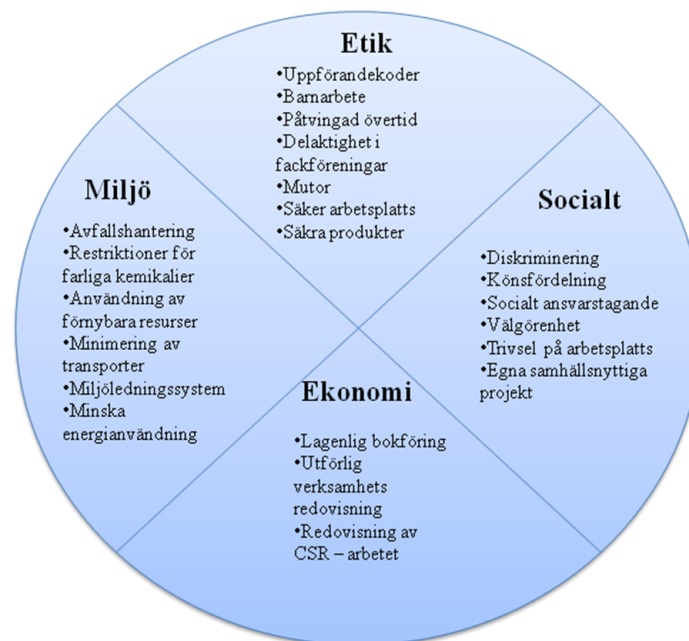 Etik
•Uppförandekoder
•Barnarbete
•Påtvingad övertid
•Delaktighet i
fackföreningar
•Mutor
•Säker arbetsplatts
•Säkra produkter
Miljö
•Avfallshantering
•Restriktioner för
farliga kemikalier
•Användning av
förnybara resurser
•Minimering av
transporter
•Miljöledningssystem
•Minska
energianvändning
Socialt
•Diskriminering
•Könsfördelning
•Socialt ansvarstagande
•Välgörenhet
•Trivsel på arbetsplatts
•Egna samhällsnyttiga
projekt
Ekonomi
•Lagenlig bokföring
•Utförlig
verksamhets
redovisning
•Redovisning av
CSR – arbetet